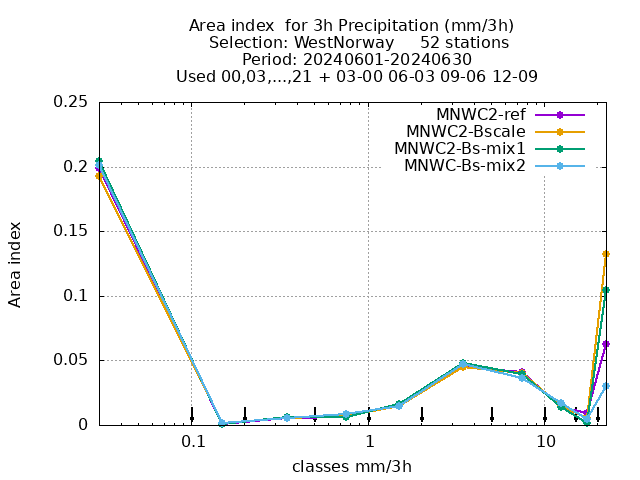 Area index  for 3h Precipitation (mm/3h)
Selection: WestNorway     52 stations
Period: 20240601-20240630
Used 00,03,...,21 + 03-00 06-03 09-06 12-09
0.25
0.2
0.15
0.1
0.05
0
Area index
MNWC2-ref
MNWC2-Bscale
MNWC2-Bs-mix1
MNWC-Bs-mix2
0.1
1
10
classes mm/3h